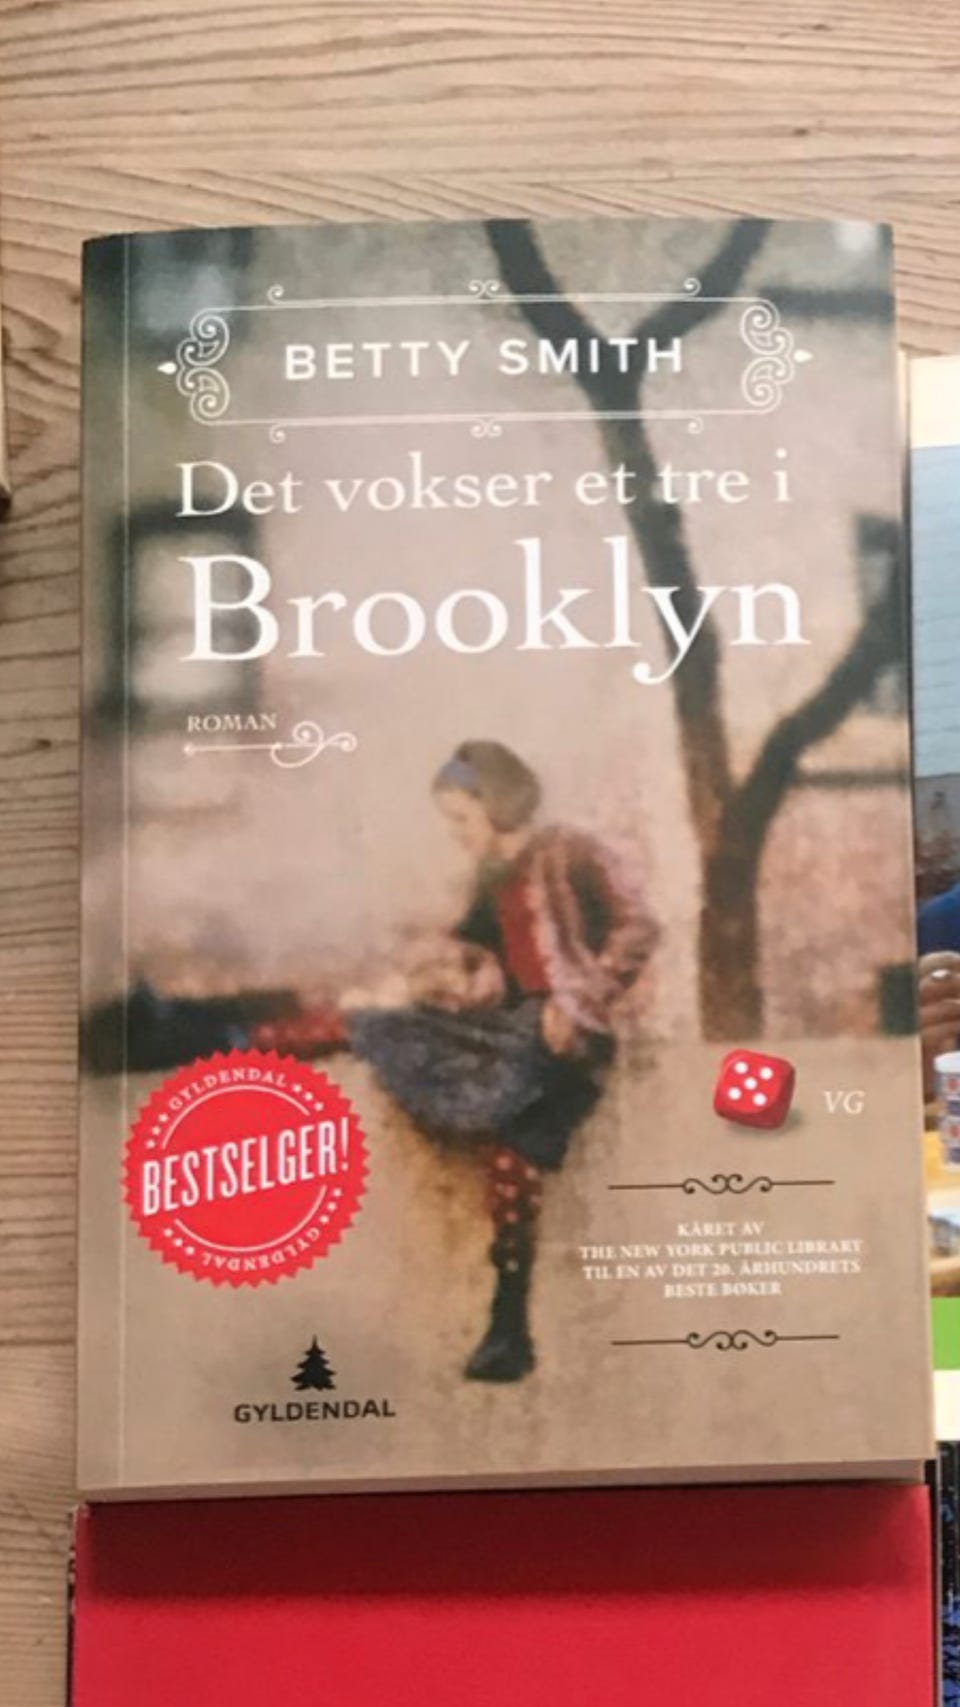 BETTY SMITH
Det vokser et tre i
Brooklyn
ROMAN
GYLDENDAL
BESTSELGER!
GYLDENDAL
VG
KÅRET AV
THE NEW YORK PUBLIC LIBRARY
TIL EN AV DET 20. ÅRHUNDRETS
BESTE BØKER
GYLDENDAL